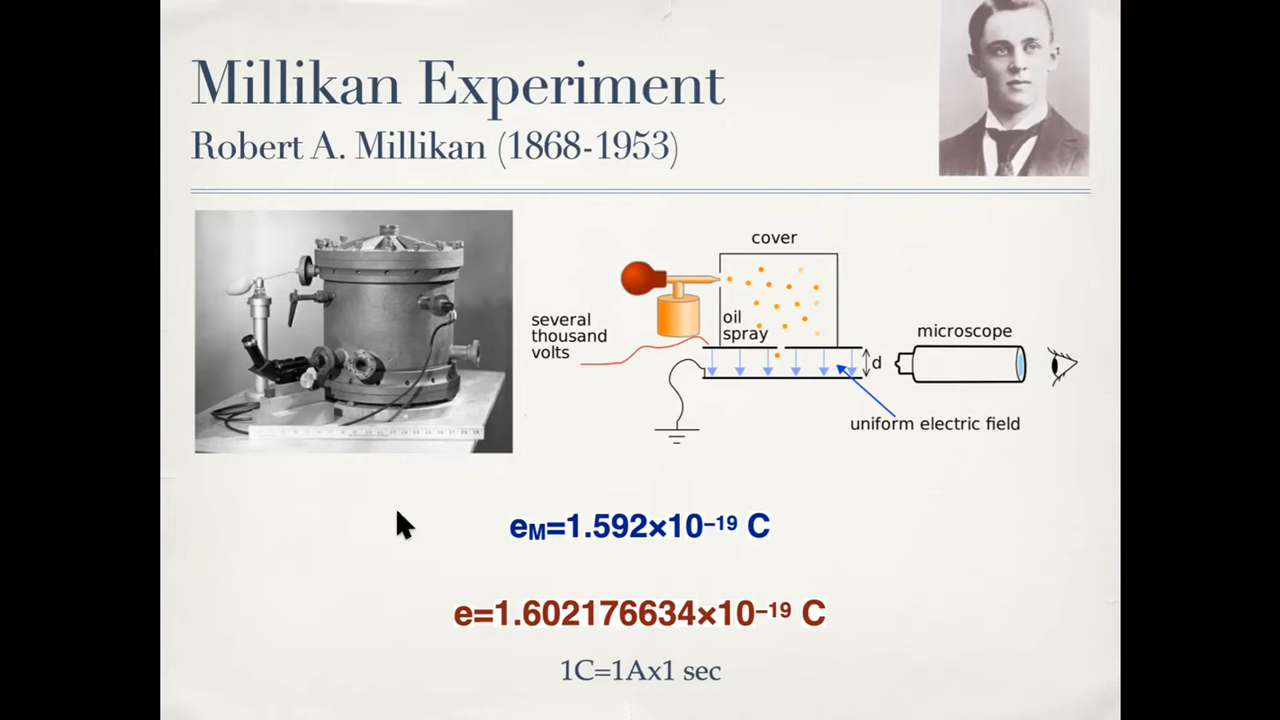 Millikan Experiment
Robert A. Millikan (1868-1953)
cover
several
thousand
volts
oil
spray
microscope
d
uniform electric field
eM=1.592×10⁻¹⁹ C
e=1.602176634×10⁻¹⁹ C
1C=1Ax1 sec